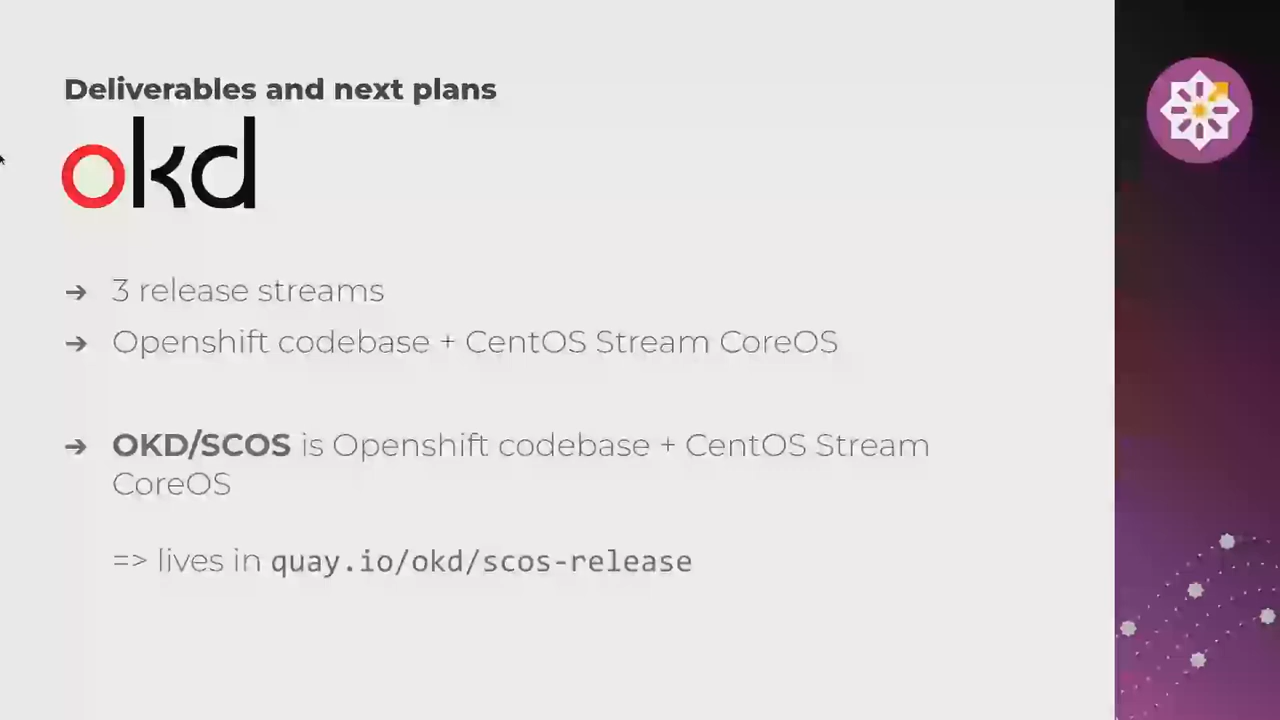 Deliverables and next plans
okd
➔ 3 release streams
➔ Openshift codebase + CentOS Stream CoreOS
➔ OKD/SCOS is Openshift codebase + CentOS Stream
CoreOS
=> lives in quay.io/okd/scos-release